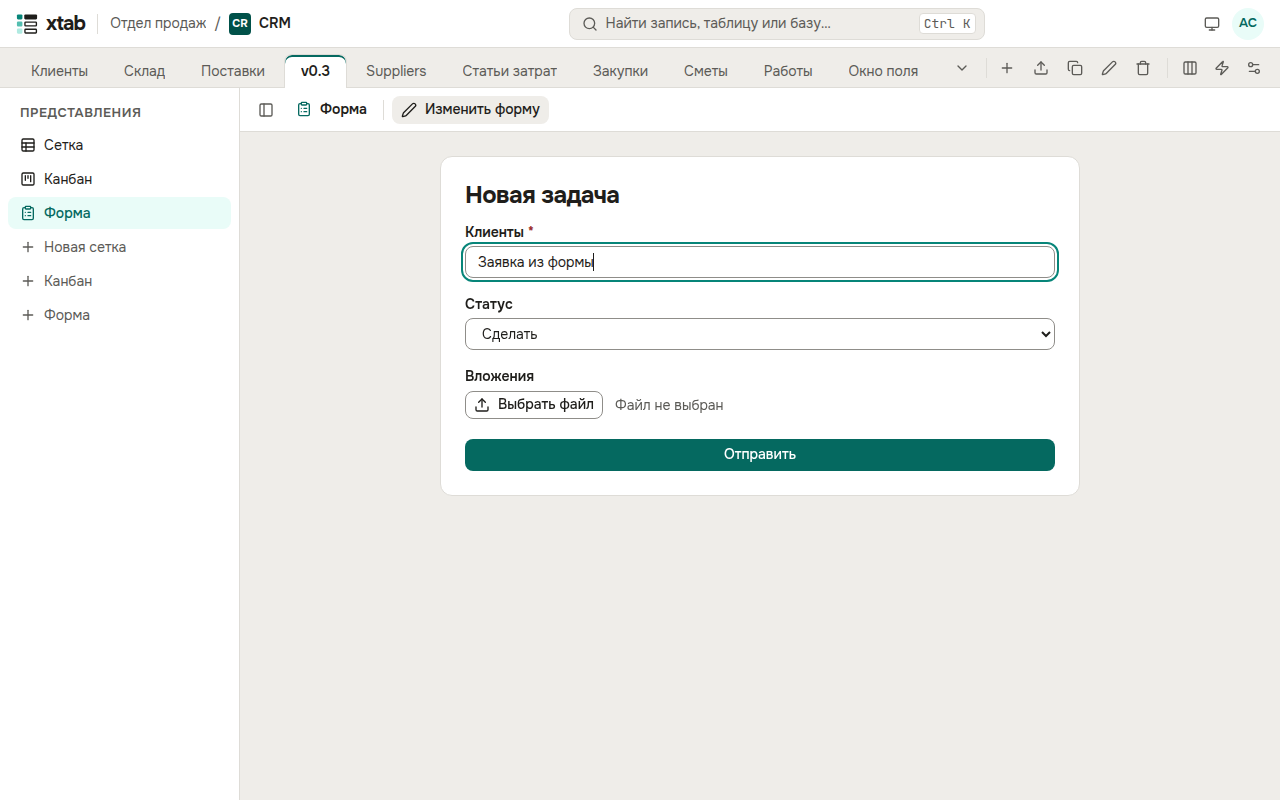 xtab
Отдел продаж / CR CRM
Найти запись, таблицу или базу... Ctrl K
АС
Клиенты Склад Поставки v0.3 Suppliers Статьи затрат Закупки Сметы Работы Окно поля
ПРЕДСТАВЛЕНИЯ
Сетка
Канбан
Форма
Новая сетка
Канбан
Форма
Форма Изменить форму
Новая задача
Клиенты *
Заявка из формы
Статус
Сделать
Вложения
Выбрать файл Файл не выбран
Отправить